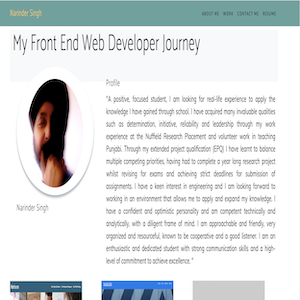 Narinder Singh
ABOUT ME WORK CONTACT ME RESUME
My Front End Web Developer Journey
Profile
"A positive, focused student, I am looking for real-life experience to apply the
knowledge I have gained through school. I have acquired many invaluable qualities
such as determination, initiative, reliability and leadership through my work
experience at the Nuffield Research Placement and volunteer work in teaching
Punjabi. Through my extended project qualification (EPQ) I have learnt to balance
multiple competing priorities, having had to complete a year long research project
whilst revising for exams and achieving strict deadlines for submission of
assignments. I have a keen interest in engineering and I am looking forward to
working in an environment that allows me to apply and expand my knowledge. I
have a confident and optimistic personality and am competent technically and
analytically, with a diligent frame of mind. I am approachable and friendly, very
organized and resourceful, known to be cooperative and a good listener. I am an
enthusiastic and dedicated student with strong communication skills and a high-
level of commitment to achieve excellence. "
Narinder Singh